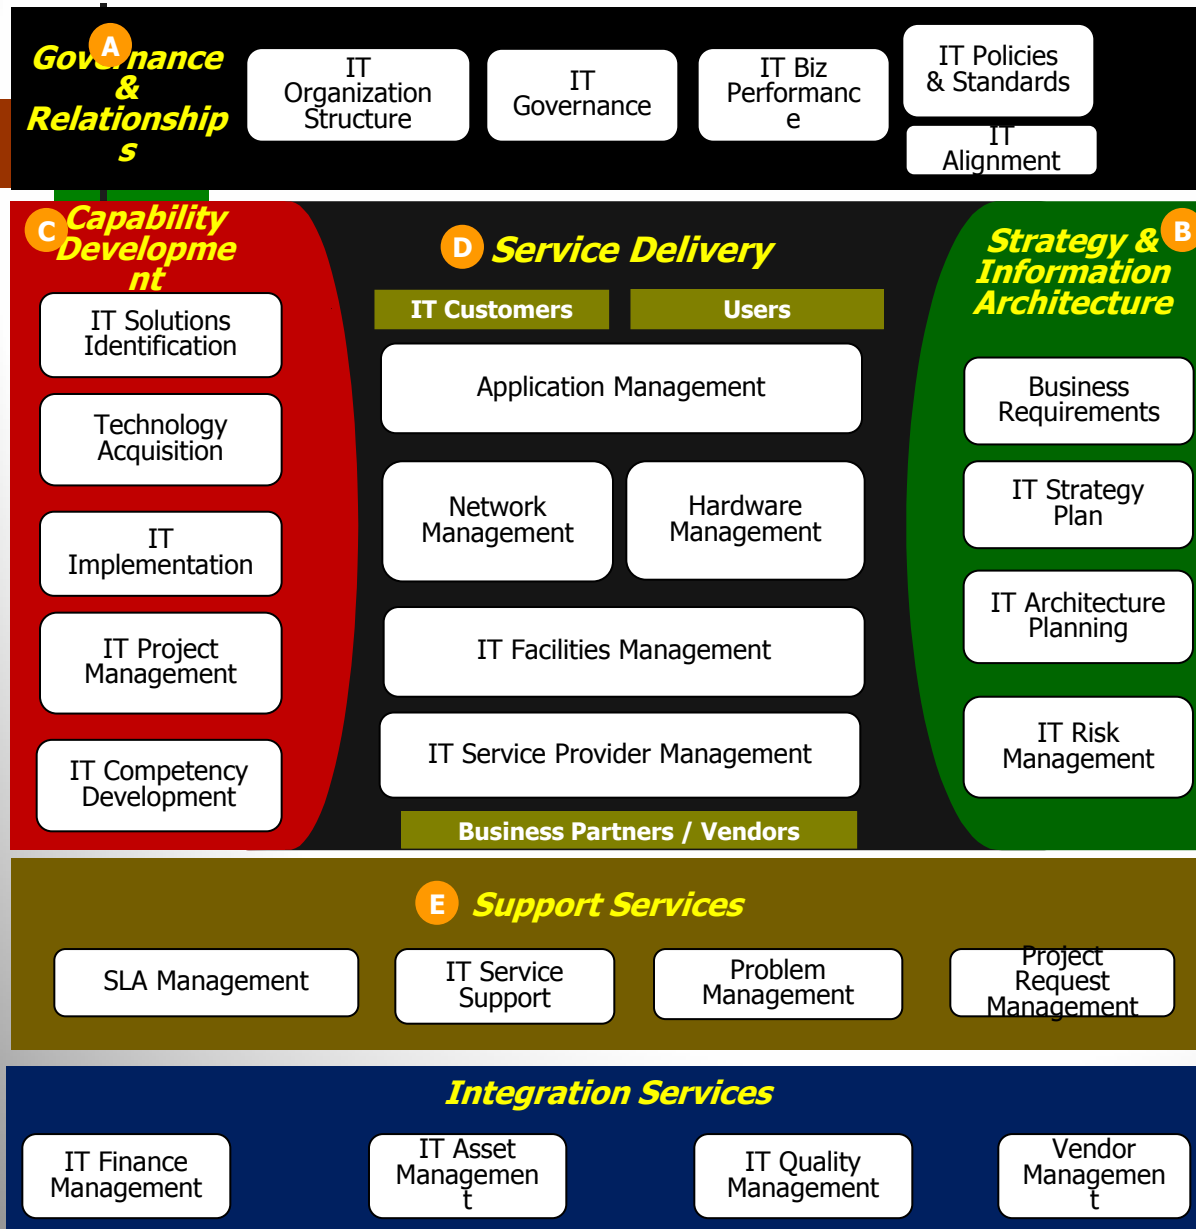 A
Governance
&
Relationship
s
IT
Organization
Structure
IT
Governance
IT Biz
Performanc
e
IT Policies
& Standards
IT
Alignment
C
Capability
Developme
nt
IT Solutions
Identification
Technology
Acquisition
IT
Implementation
IT Project
Management
IT Competency
Development
D
Service Delivery
IT Customers
Users
Application Management
Network
Management
Hardware
Management
IT Facilities Management
IT Service Provider Management
Business Partners / Vendors
B
Strategy &
Information
Architecture
Business
Requirements
IT Strategy
Plan
IT Architecture
Planning
IT Risk
Management
E
Support Services
SLA Management
IT Service
Support
Problem
Management
Project
Request
Management
Integration Services
IT Finance
Management
IT Asset
Managemen
t
IT Quality
Management
Vendor
Managemen
t